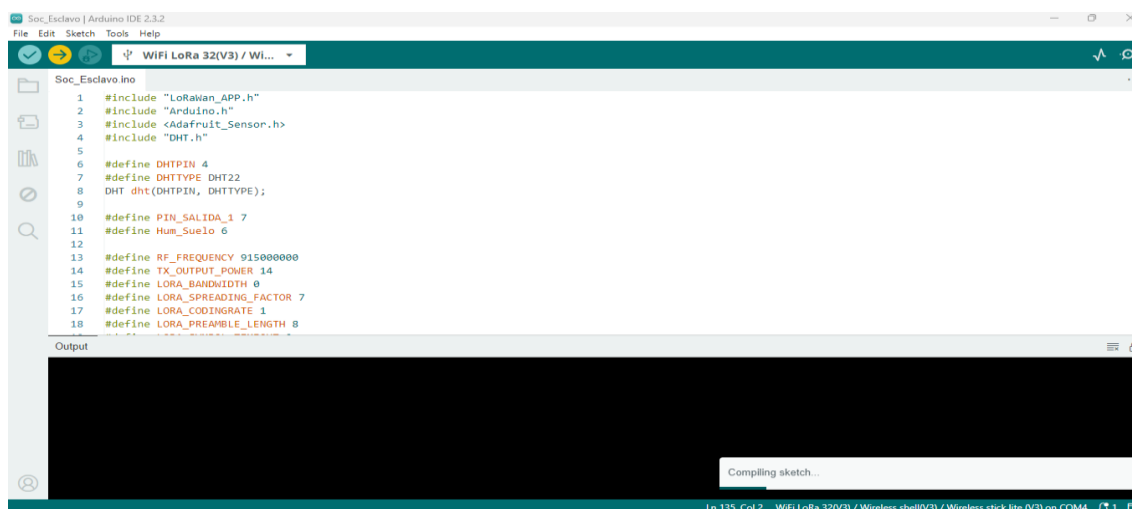 Soc_Esclavo | Arduino IDE 2.3.2
File Edit Sketch Tools Help
WiFi LoRa 32(V3) / Wi...
Soc_Esclavo.ino
1 #include "LoRaWan_APP.h"
2 #include "Arduino.h"
3 #include <Adafruit_Sensor.h>
4 #include "DHT.h"
5
6 #define DHTPIN 4
7 #define DHTTYPE DHT22
8 DHT dht(DHTPIN, DHTTYPE);
9
10 #define PIN_SALIDA_1 7
11 #define Hum_Suelo 6
12
13 #define RF_FREQUENCY 915000000
14 #define TX_OUTPUT_POWER 14
15 #define LORA_BANDWIDTH 0
16 #define LORA_SPREADING_FACTOR 7
17 #define LORA_CODINGRATE 1
18 #define LORA_PREAMBLE_LENGTH 8
Output
Compiling sketch...
Ln 135, Col 2 WiFi LoRa 32(V3) / Wireless shell(V3) / Wireless stick lite (V3) on COM4 1